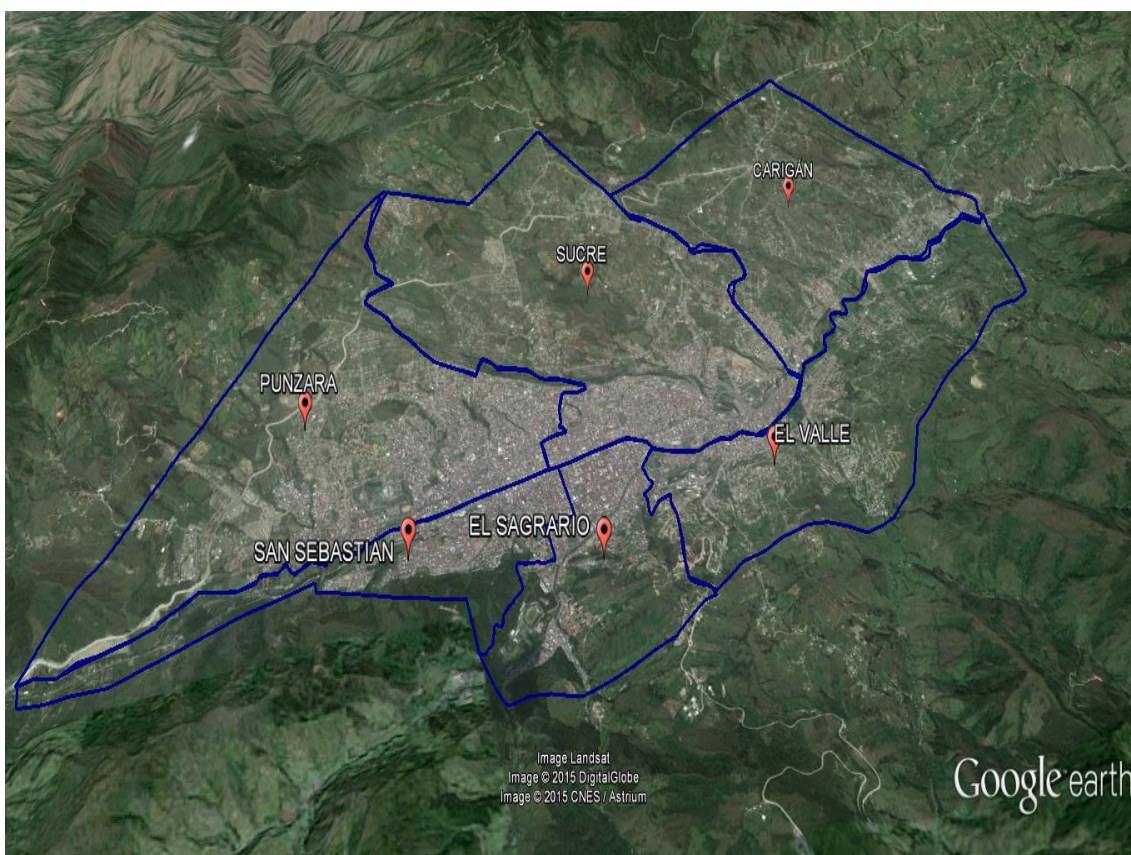 CARIGÁN
SUCRE
PUNZARA
EL VALLE
EL SAGRARIO
SAN SEBASTIAN
Image Landsat
Image © 2015 DigitalGlobe
Image © 2015 CNES / Astrium
Google earth